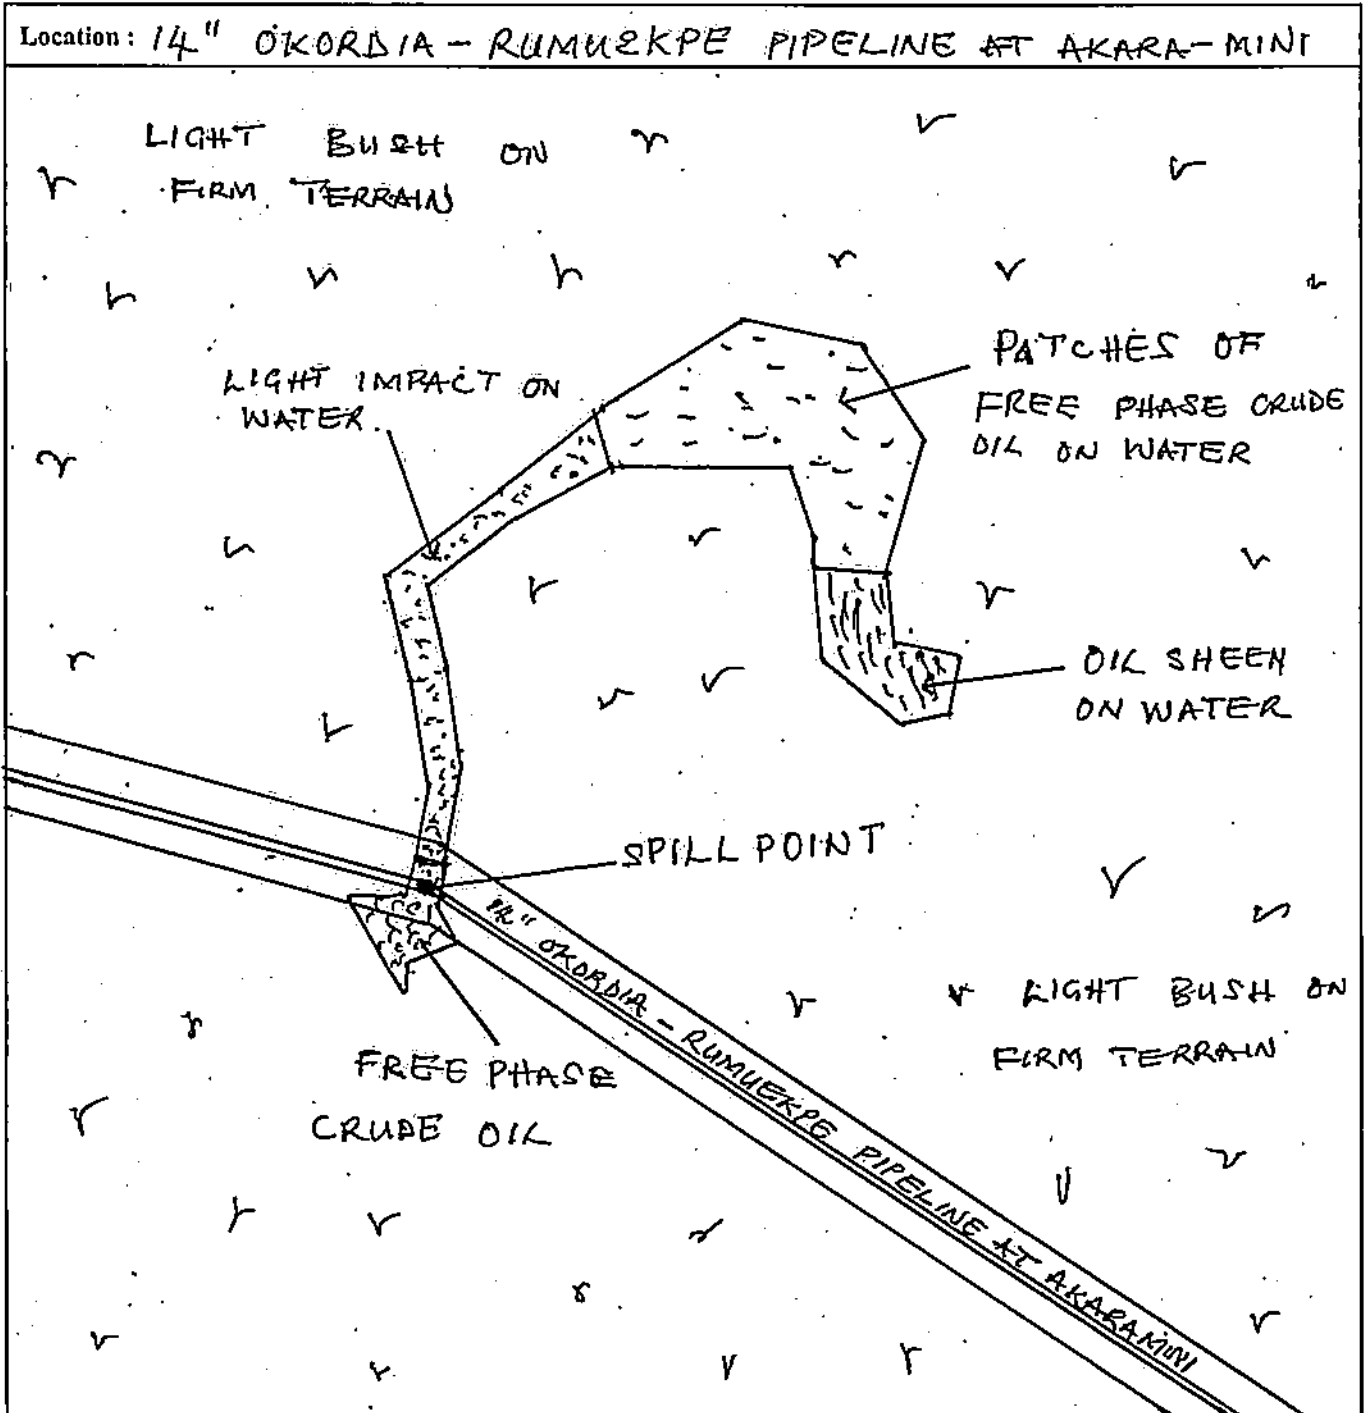 Location: 14" OKORDIA - RUMUEKPE PIPELINE AT AKARA-MINI
LIGHT BUSH ON
FIRM TERRAIN
PATCHES OF
FREE PHASE CRUDE
OIL ON WATER
LIGHT IMPACT ON
WATER
OIL SHEEN
ON WATER
SPILL POINT
14" OKORDIA - RUMUEKPE PIPELINE AT AKARAMINI
LIGHT BUSH ON
FIRM TERRAIN
FREE PHASE
CRUDE OIL